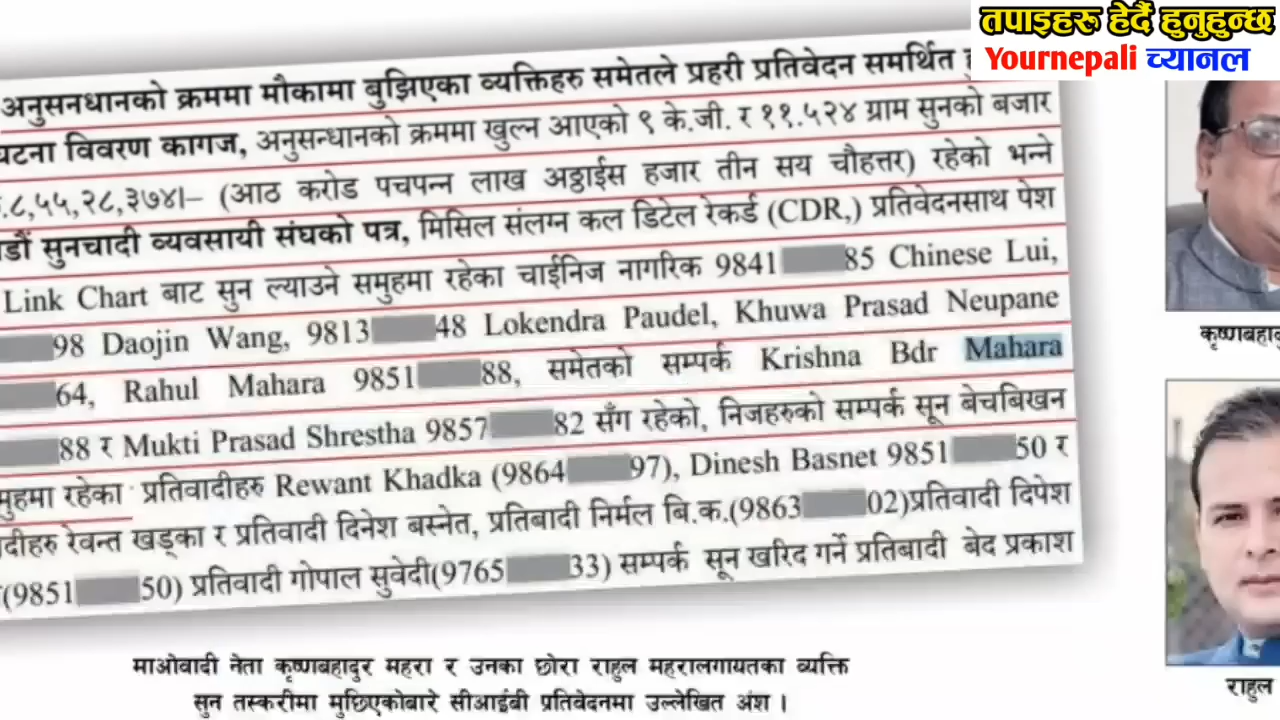 तपाइहरु हेर्दै हुनुहुन्छ
Yournepali च्यानल
अनुसनधानको क्रममा मौकामा बुझिएका व्यक्तिहरु समेतले प्रहरी प्रतिवेदन समर्थित
घटना विवरण कागज, अनुसन्धानको क्रममा खुल्न आएको ९ के.जी. र ११.५२४ ग्राम सुनको बजार
८,५५,२८,३७४।– (आठ करोड पचपन्न लाख अठ्ठाईस हजार तीन सय चौहत्तर) रहेको भन्ने
डौं सुनचादी व्यवसायी संघको पत्र, मिसिल संलग्न कल डिटेल रेकर्ड (CDR,) प्रतिवेदनसाथ पेश
Link Chart बाट सुन ल्याउने समुहमा रहेका चाईनिज नागरिक 9841 85 Chinese Lui,
98 Daojin Wang, 9813 48 Lokendra Paudel, Khuwa Prasad Neupane
64, Rahul Mahara 9851 88, समेतको सम्पर्क Krishna Bdr Mahara
88 र Mukti Prasad Shrestha 9857 82 सँग रहेको, निजहरुको सम्पर्क सून बेचबिखन
मुहमा रहेका प्रतिवादीहरु Rewant Khadka (9864 97), Dinesh Basnet 9851 50 र
दीहरु रेवन्त खड्का र प्रतिवादी दिनेश बस्नेत, प्रतिबादी निर्मल बि.क.(9863 02)प्रतिवादी दिपेश
(9851 50) प्रतिवादी गोपाल सुवेदी(9765 33) सम्पर्क सून खरिद गर्ने प्रतिबादी बेद प्रकाश
कृष्णबहादु
राहुल
माओवादी नेता कृष्णबहादुर महरा र उनका छोरा राहुल महरालगायतका व्यक्ति
सुन तस्करीमा मुछिएकोबारे सीआईबी प्रतिवेदनमा उल्लेखित अंश ।